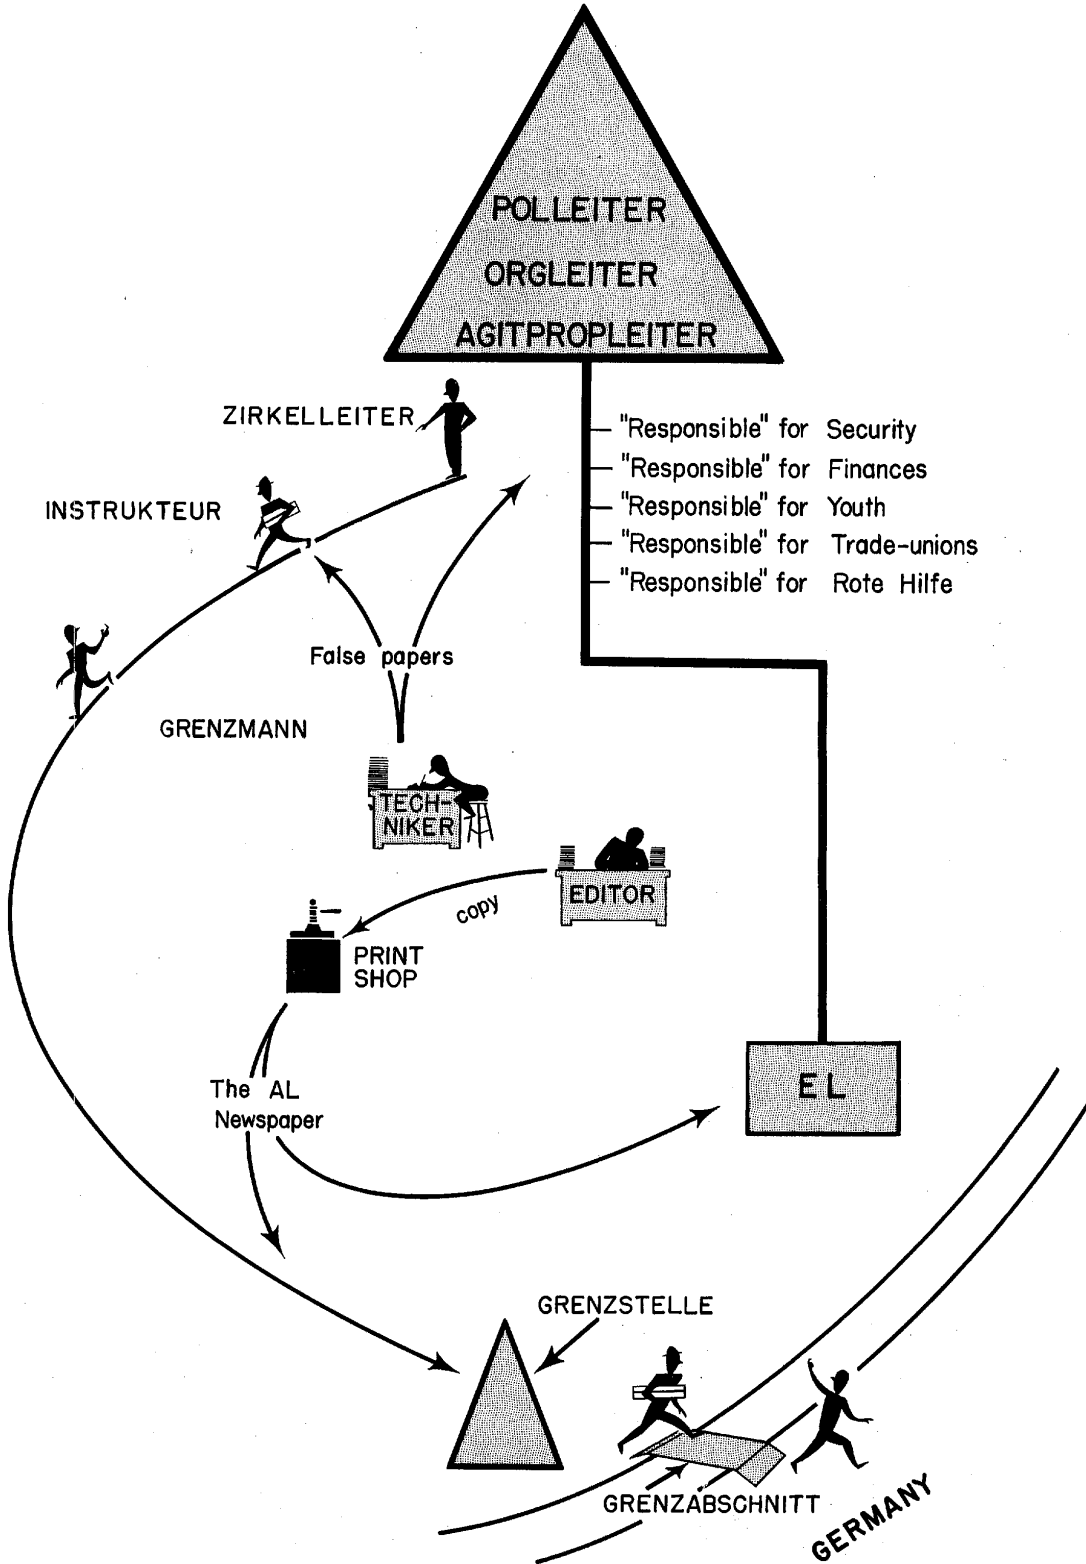 POLLEITER
ORGLEITER
AGITPROPLEITER
ZIRKELLEITER
"Responsible" for Security
"Responsible" for Finances
INSTRUKTEUR
"Responsible" for Youth
"Responsible" for Trade-unions
"Responsible" for Rote Hilfe
False papers
GRENZMANN
TECH-
NIKER
EDITOR
copy
PRINT
SHOP
The AL
Newspaper
EL
GRENZSTELLE
GRENZABSCHNITT
GERMANY